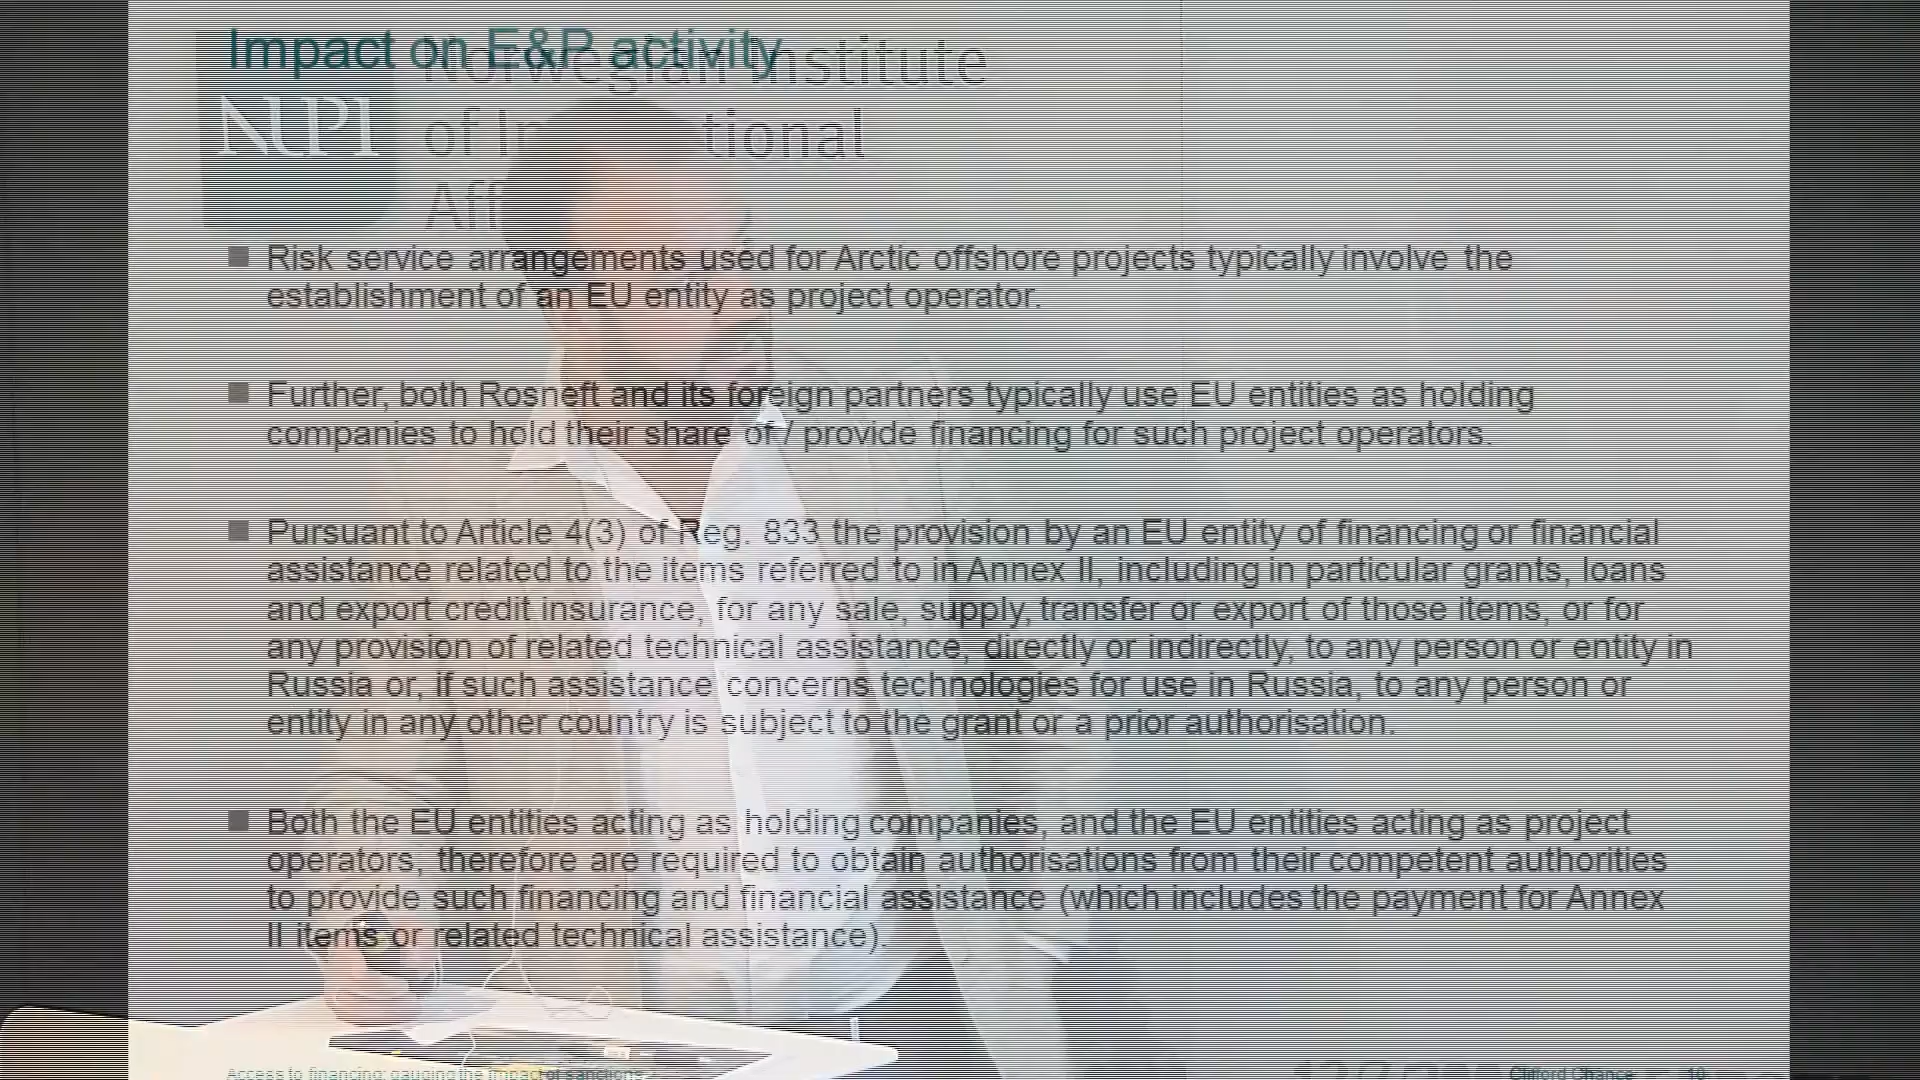 Impact on E&P activity
Norwegian Institute
NUPI
of In tional
Aff
Risk service arrangements used for Arctic offshore projects typically involve the
establishment of an EU entity as project operator.
Further, both Rosneft and its foreign partners typically use EU entities as holding
companies to hold their share of / provide financing for such project operators.
Pursuant to Article 4(3) of Reg. 833 the provision by an EU entity of financing or financial
assistance related to the items referred to in Annex II, including in particular grants, loans
and export credit insurance, for any sale, supply, transfer or export of those items, or for
any provision of related technical assistance, directly or indirectly, to any person or entity in
Russia or, if such assistance concerns technologies for use in Russia, to any person or
entity in any other country is subject to the grant or a prior authorisation.
Both the EU entities acting as holding companies, and the EU entities acting as project
operators, therefore are required to obtain authorisations from their competent authorities
to provide such financing and financial assistance (which includes the payment for Annex
II items or related technical assistance).
Access to financing: gauging the impact of sanctions
Clifford Chance
10